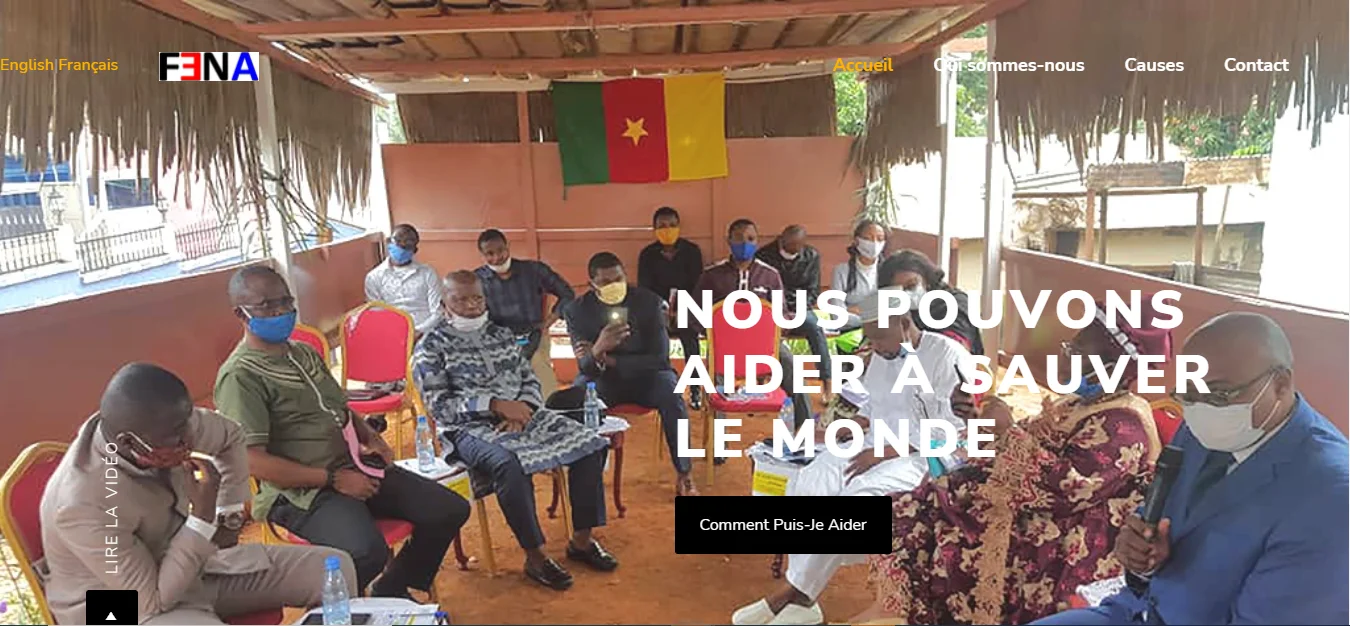 English Français
FENA
Accueil
Qui sommes-nous
Causes
Contact
NOUS POUVONS
AIDER À SAUVER
LE MONDE
Comment Puis-Je Aider
LIRE LA VIDÉO